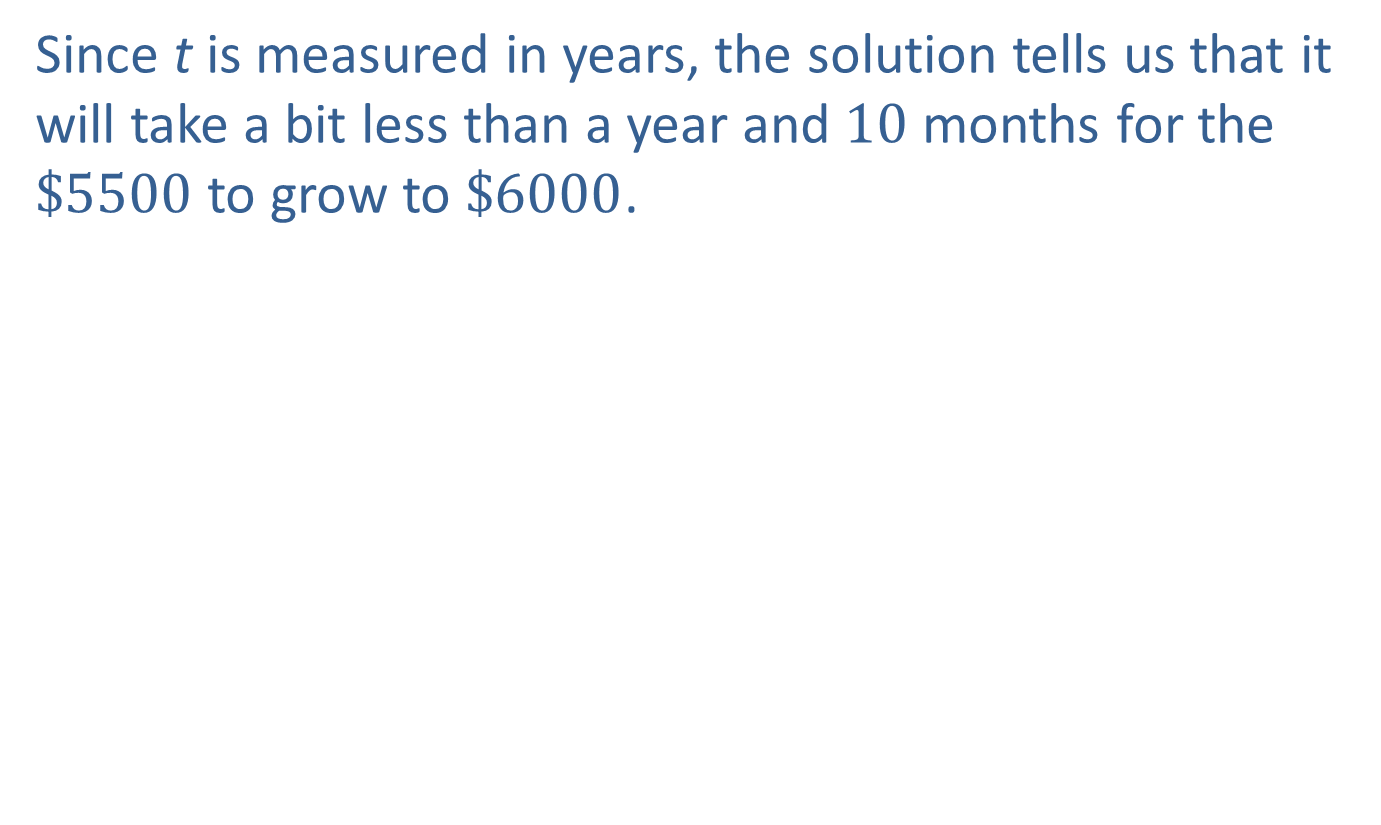 Since t is measured in years, the solution tells us that it
will take a bit less than a year and 10 months for the
$5500 to grow to $6000.